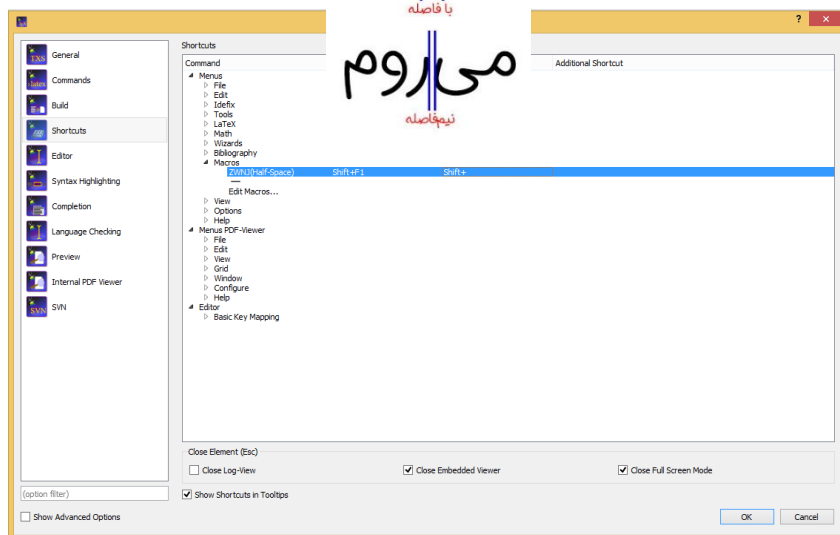 با فاصله
می‌روم
نیم‌فاصله
? ×
TXS General
latex Commands
Build
Shortcuts
Editor
Syntax Highlighting
Completion
Language Checking
Preview
Internal PDF Viewer
SVN SVN
(option filter)
Show Advanced Options
Shortcuts
Command Additional Shortcut
Menus
File
Edit
Idefix
Tools
LaTeX
Math
Wizards
Bibliography
Macros
ZWNJ(Half-Space) Shift+F1 Shift+
—
Edit Macros...
View
Options
Help
Menus PDF-Viewer
File
Edit
View
Grid
Window
Configure
Help
Editor
Basic Key Mapping
Close Element (Esc)
Close Log-View Close Embedded Viewer Close Full Screen Mode
Show Shortcuts in Tooltips
OK Cancel